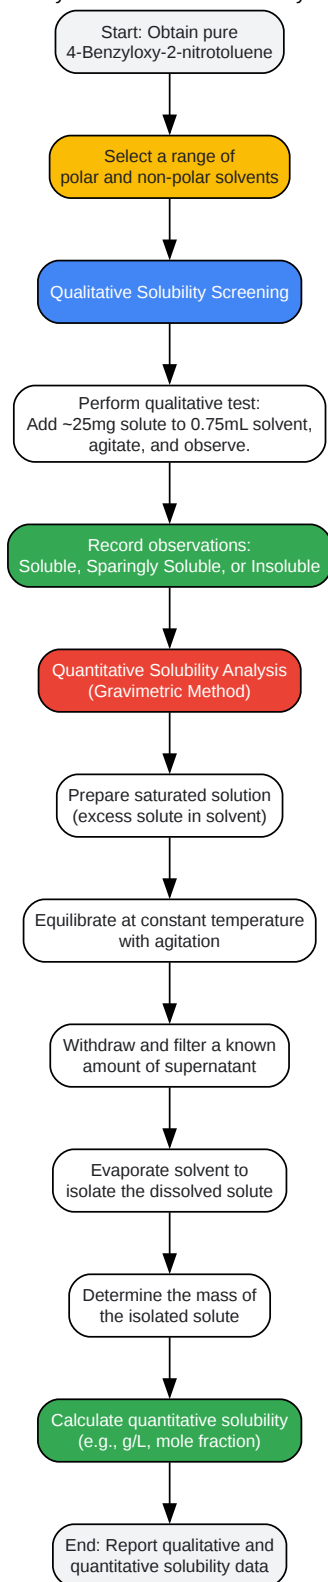 Start: Obtain pure
4-Benzyloxy-2-nitrotoluene
Select a range of
polar and non-polar solvents
Qualitative Solubility Screening
Perform qualitative test:
Add ~25mg solute to 0.75mL solvent,
agitate, and observe.
Record observations:
Soluble, Sparingly Soluble, or Insoluble
Quantitative Solubility Analysis
(Gravimetric Method)
Prepare saturated solution
(excess solute in solvent)
Equilibrate at constant temperature
with agitation
Withdraw and filter a known
amount of supernatant
Evaporate solvent to
isolate the dissolved solute
Determine the mass of
the isolated solute
Calculate quantitative solubility
(e.g., g/L, mole fraction)
End: Report qualitative and
quantitative solubility data